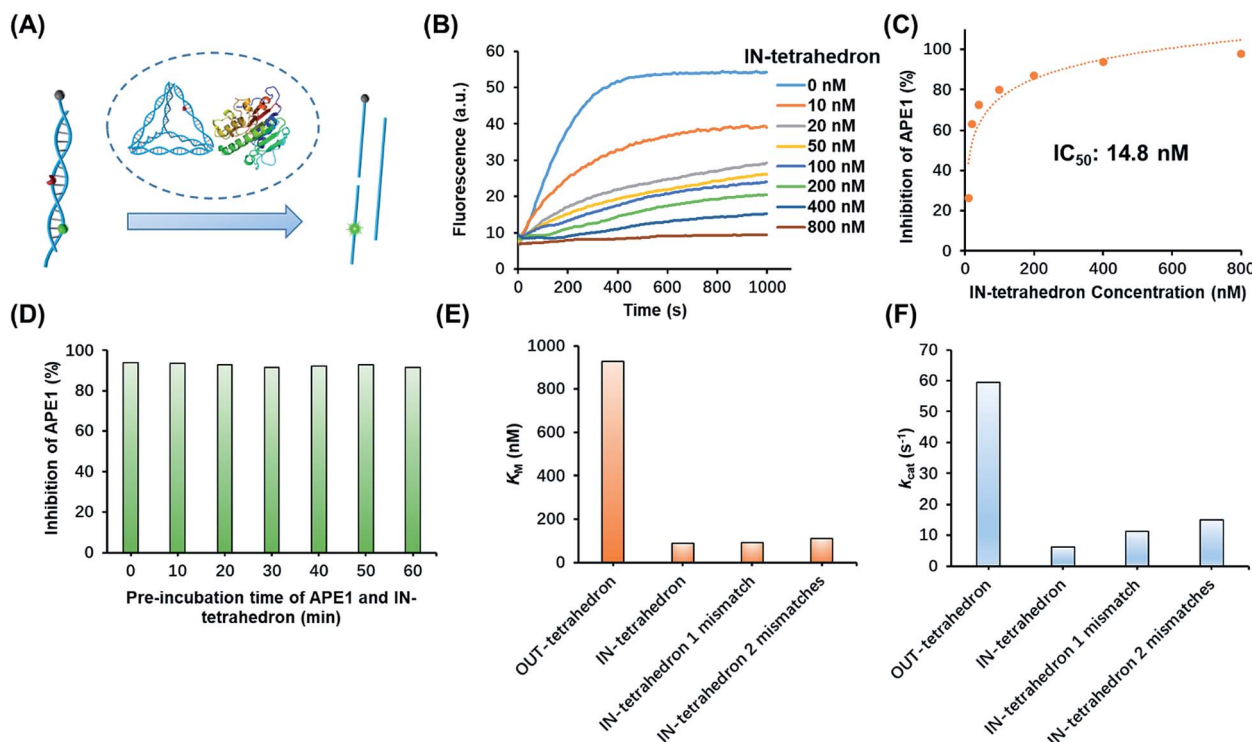 (A)
(B)
Fluorescence (a.u.)
60
50
40
30
20
10
0
0 200 400 600 800 1000
Time (s)
IN-tetrahedron
0 nM
10 nM
20 nM
50 nM
100 nM
200 nM
400 nM
800 nM
(C)
Inhibition of APE1 (%)
100
80
60
40
20
0
0 200 400 600 800
IN-tetrahedron Concentration (nM)
IC50: 14.8 nM
(D)
Inhibition of APE1 (%)
100
80
60
40
20
0
0 10 20 30 40 50 60
Pre-incubation time of APE1 and IN-
tetrahedron (min)
(E)
KM (nM)
1000
800
600
400
200
0
OUT-tetrahedron
IN-tetrahedron
IN-tetrahedron 1 mismatch
IN-tetrahedron 2 mismatches
(F)
kcat (s-1)
70
60
50
40
30
20
10
0
OUT-tetrahedron
IN-tetrahedron
IN-tetrahedron 1 mismatch
IN-tetrahedron 2 mismatches